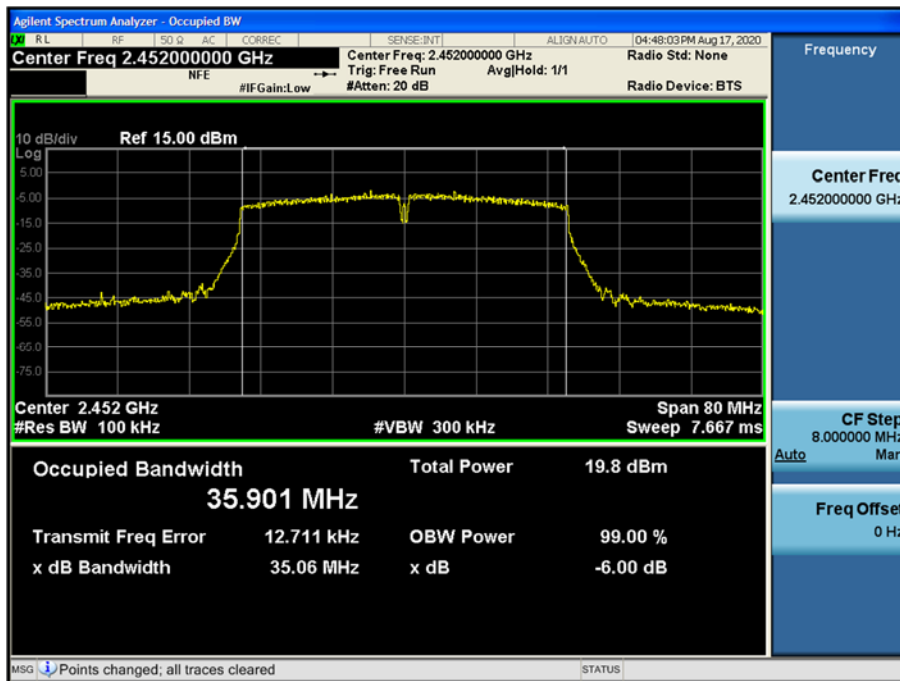 Agilent Spectrum Analyzer - Occupied BW
LXI RL RF 50 Ω AC CORREC SENSE:INT ALIGN AUTO 04:48:03 PM Aug 17, 2020
Center Freq 2.452000000 GHz
NFE
#IFGain:Low
Center Freq: 2.452000000 GHz
Trig: Free Run Avg|Hold: 1/1
#Atten: 20 dB
Radio Std: None
Radio Device: BTS
10 dB/div Ref 15.00 dBm
Log
5.00
-5.00
-15.0
-25.0
-35.0
-45.0
-55.0
-65.0
-75.0
Center 2.452 GHz Span 80 MHz
#Res BW 100 kHz #VBW 300 kHz Sweep 7.667 ms
Occupied Bandwidth Total Power 19.8 dBm
35.901 MHz
Transmit Freq Error 12.711 kHz OBW Power 99.00 %
x dB Bandwidth 35.06 MHz x dB -6.00 dB
MSG Points changed; all traces cleared STATUS
Frequency
Center Freq
2.452000000 GHz
CF Step
8.000000 MHz
Auto Man
Freq Offset
0 Hz